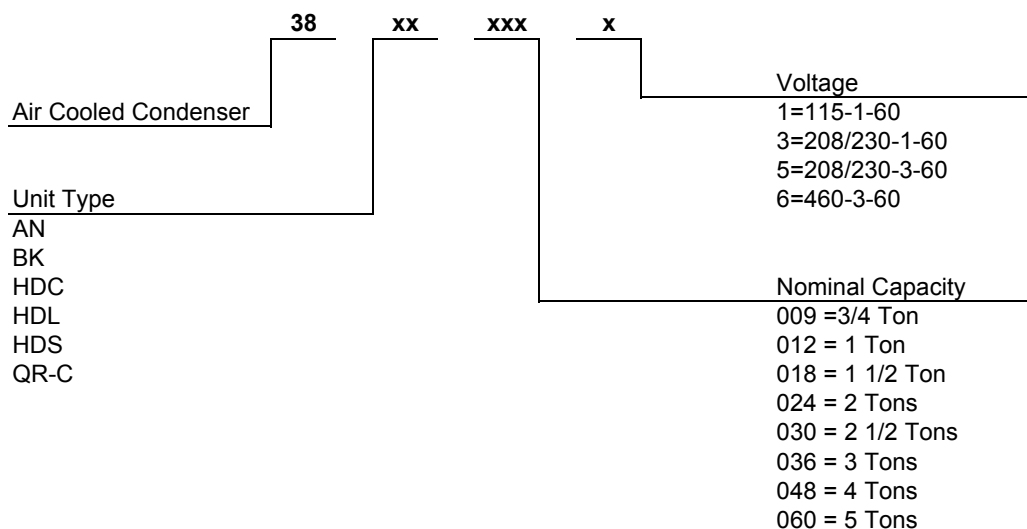 38 xx xxx x
Voltage
Air Cooled Condenser
1=115-1-60
3=208/230-1-60
5=208/230-3-60
6=460-3-60
Unit Type
AN
BK
HDC
HDL
HDS
QR-C
Nominal Capacity
009 =3/4 Ton
012 = 1 Ton
018 = 1 1/2 Ton
024 = 2 Tons
030 = 2 1/2 Tons
036 = 3 Tons
048 = 4 Tons
060 = 5 Tons